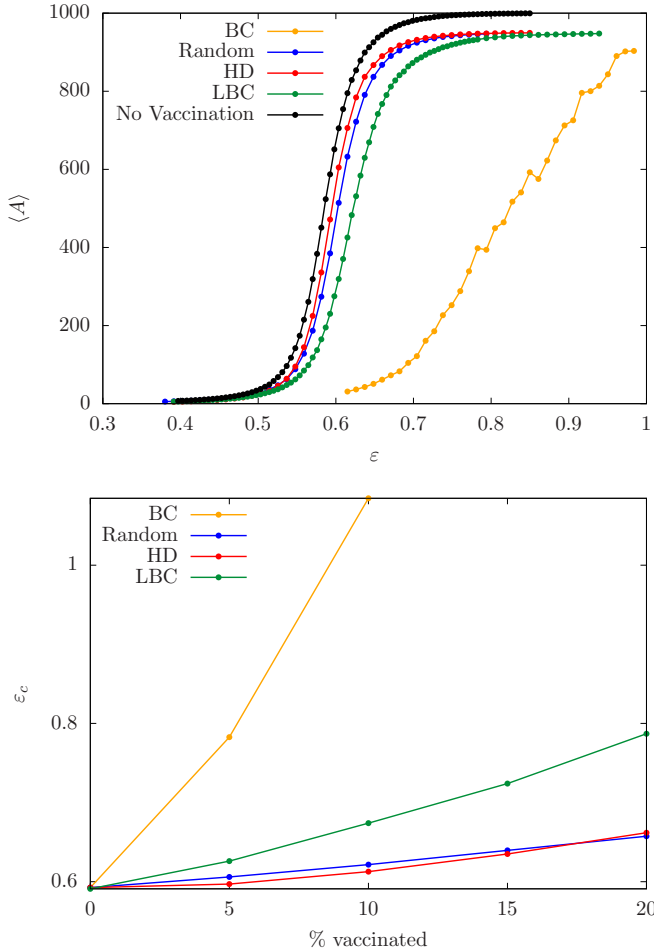 1000
800
600
400
200
0
0.3 0.4 0.5 0.6 0.7 0.8 0.9 1
⟨A⟩
ε
BC
Random
HD
LBC
No Vaccination
1
0.8
0.6
0 5 10 15 20
ε_c
% vaccinated
BC
Random
HD
LBC